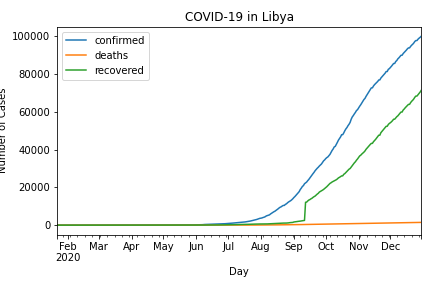 COVID-19 in Libya
confirmed
deaths
recovered
100000
80000
60000
40000
20000
0
Number of Cases
Feb Mar Apr May Jun Jul Aug Sep Oct Nov Dec
2020
Day